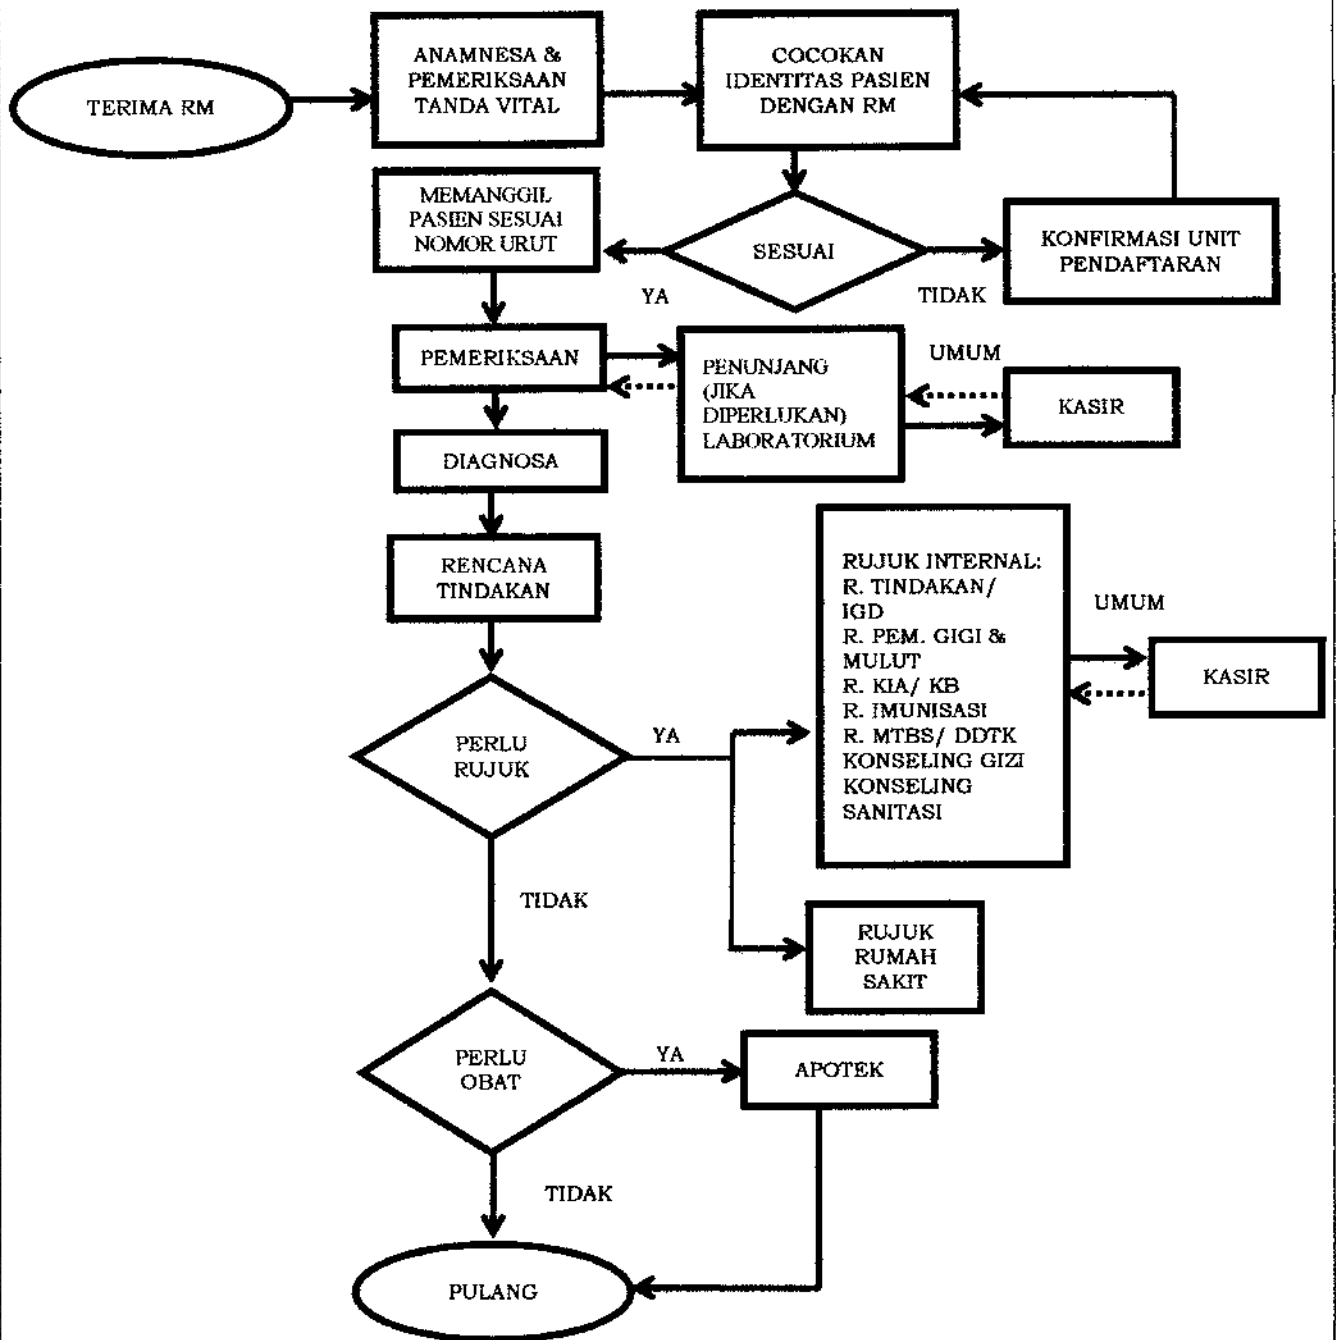 TERIMA RM
ANAMNESA &
PEMERIKSAAN
TANDA VITAL
COCOKAN
IDENTITAS PASIEN
DENGAN RM
MEMANGGIL
PASIEN SESUAI
NOMOR URUT
SESUAI
KONFIRMASI UNIT
PENDAFTARAN
YA
TIDAK
PEMERIKSAAN
PENUNJANG
(JIKA
DIPERLUKAN)
LABORATORIUM
UMUM
KASIR
DIAGNOSA
RENCANA
TINDAKAN
RUJUK INTERNAL:
R. TINDAKAN/
IGD
R. PEM. GIGI &
MULUT
R. KIA/ KB
R. IMUNISASI
R. MTBS/ DDTK
KONSELING GIZI
KONSELING
SANITASI
UMUM
KASIR
PERLU
RUJUK
YA
TIDAK
RUJUK
RUMAH
SAKIT
PERLU
OBAT
YA
APOTEK
TIDAK
PULANG